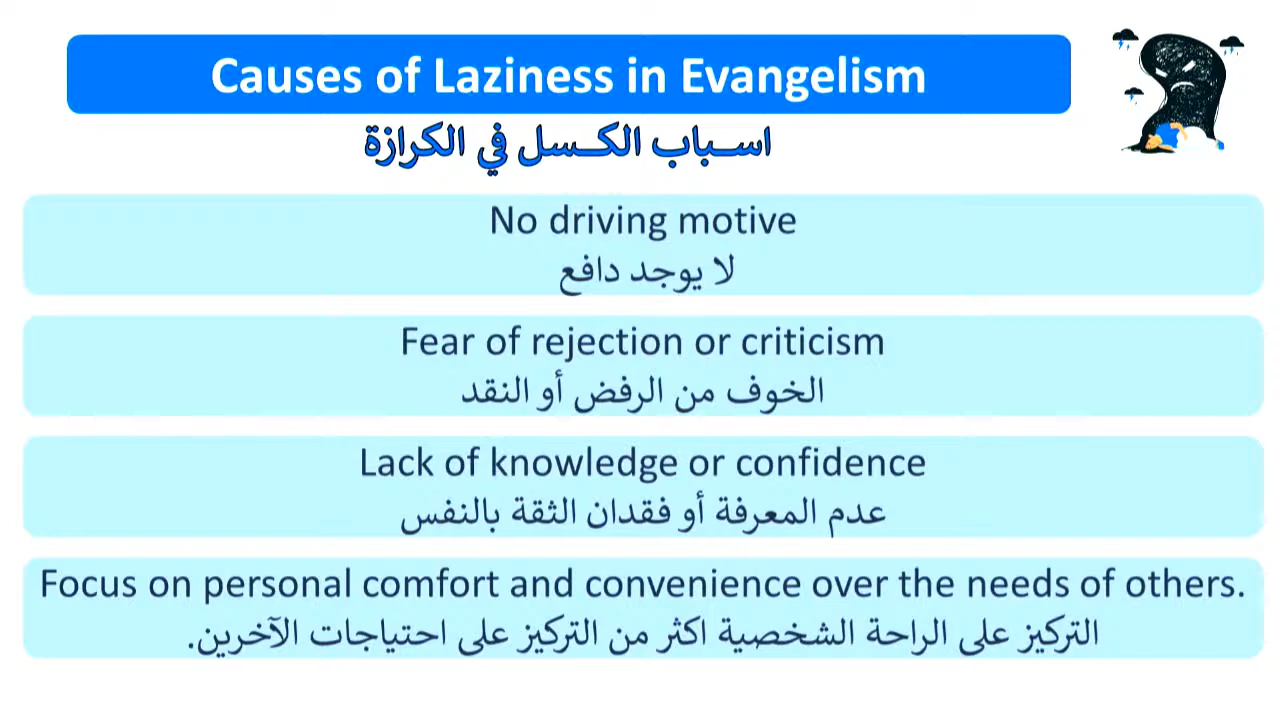 Causes of Laziness in Evangelism
اسباب الكسل في الكرازة
No driving motive
لا يوجد دافع
Fear of rejection or criticism
الخوف من الرفض أو النقد
Lack of knowledge or confidence
عدم المعرفة أو فقدان الثقة بالنفس
Focus on personal comfort and convenience over the needs of others.
التركيز على الراحة الشخصية اكثر من التركيز على احتياجات الآخرين.